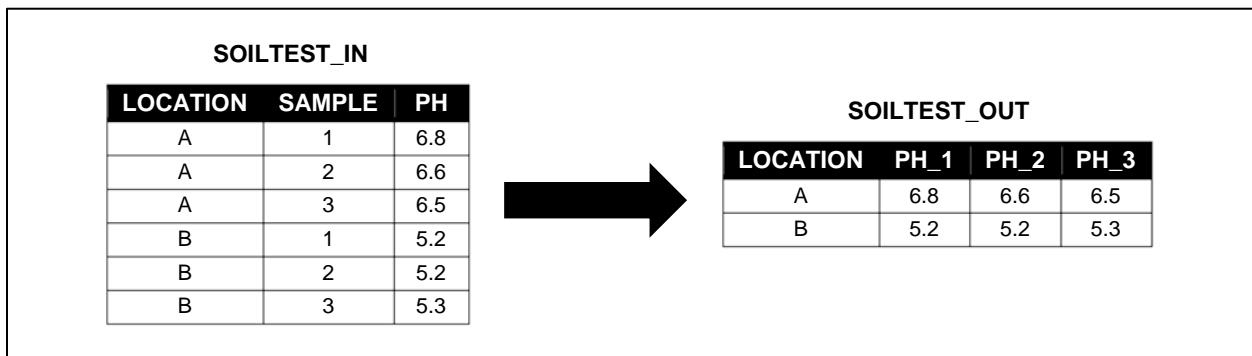 SOILTEST_IN
LOCATION SAMPLE PH
A 1 6.8
A 2 6.6
A 3 6.5
B 1 5.2
B 2 5.2
B 3 5.3
SOILTEST_OUT
LOCATION PH_1 PH_2 PH_3
A 6.8 6.6 6.5
B 5.2 5.2 5.3